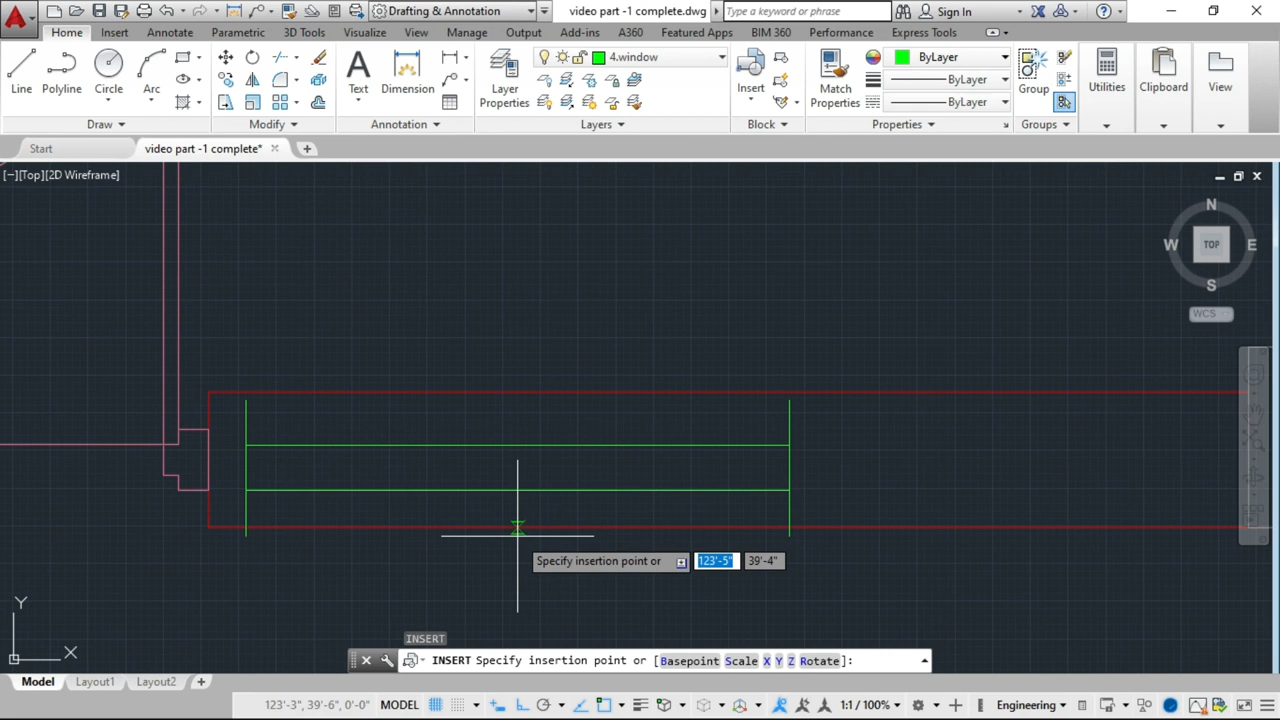 Drafting & Annotation
video part -1 complete.dwg
Type a keyword or phrase
Sign In
Home
Insert
Annotate
Parametric
3D Tools
Visualize
View
Manage
Output
Add-ins
A360
Featured Apps
BIM 360
Performance
Express Tools
Line
Polyline
Circle
Arc
Text
Dimension
Layer
Properties
4.window
Insert
Match
Properties
ByLayer
ByLayer
ByLayer
Group
Utilities
Clipboard
View
Draw
Modify
Annotation
Layers
Block
Properties
Groups
Start
video part -1 complete*
[−][Top][2D Wireframe]
N
W
TOP
E
S
WCS
Specify insertion point or
123'-5"
39'-4"
Y
X
INSERT
INSERT Specify insertion point or [Basepoint Scale X Y Z Rotate]:
Model
Layout1
Layout2
123'-3", 39'-6", 0'-0"
MODEL
1:1 / 100%
Engineering